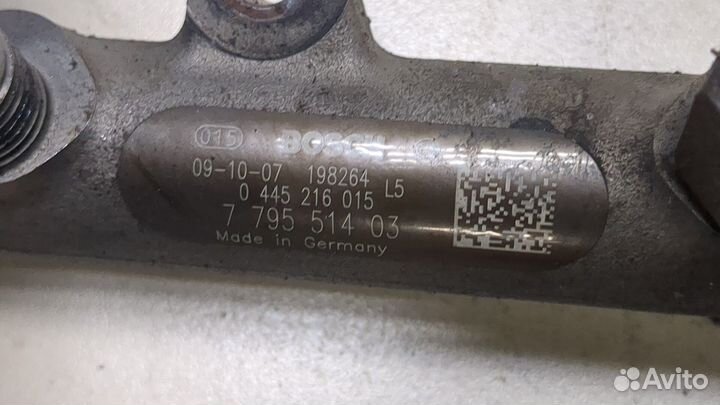 015 BOSCH
09-10-07 198264 L5
0 445 216 015
7 795 514 03
Made in Germany
Avito